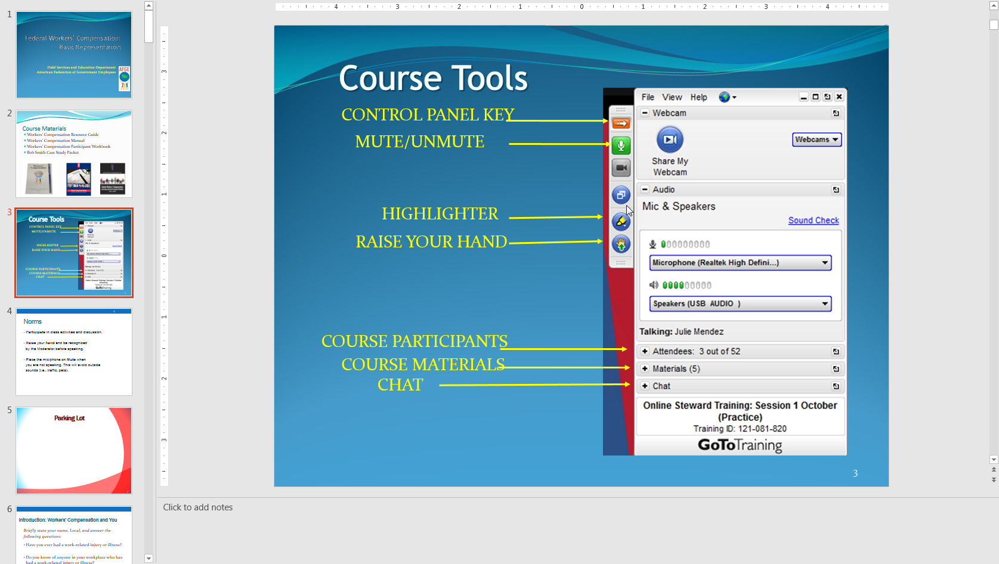 1
Federal Workers' Compensation:
Basic Representation
Field Services and Education Department
American Federation of Government Employees
AFGE
2
Course Materials
Workers' Compensation Resource Guide
Workers' Compensation Manual
Workers' Compensation Participant Workbook
Bob Smith Case Study Packet
3
Course Tools
CONTROL PANEL KEY
MUTE/UNMUTE
HIGHLIGHTER
RAISE YOUR HAND
COURSE PARTICIPANTS
COURSE MATERIALS
CHAT
4
Norms
- Participate in class activities and discussion.
- Raise your hand and be recognized
by the Moderator before speaking.
- Place the mic/phone on Mute when
you are not speaking. This will avoid outside
sounds (i.e., traffic, pets).
5
Parking Lot
6
Introduction: Workers' Compensation and You
Briefly state your name, Local, and answer the
following questions:
• Have you ever had a work-related injury or illness?
• Do you know of anyone in your workplace who has
had a work-related injury or illness?
4 3 2 1 0 1 2 3 4
3
2
1
0
1
2
3
Course Tools
CONTROL PANEL KEY
MUTE/UNMUTE
HIGHLIGHTER
RAISE YOUR HAND
COURSE PARTICIPANTS
COURSE MATERIALS
CHAT
File View Help
Webcam
Webcams
Share My
Webcam
Audio
Mic & Speakers
Sound Check
Microphone (Realtek High Defini...)
Speakers (USB AUDIO )
Talking: Julie Mendez
Attendees: 3 out of 52
Materials (5)
Chat
Online Steward Training: Session 1 October
(Practice)
Training ID: 121-081-820
GoToTraining
3
Click to add notes